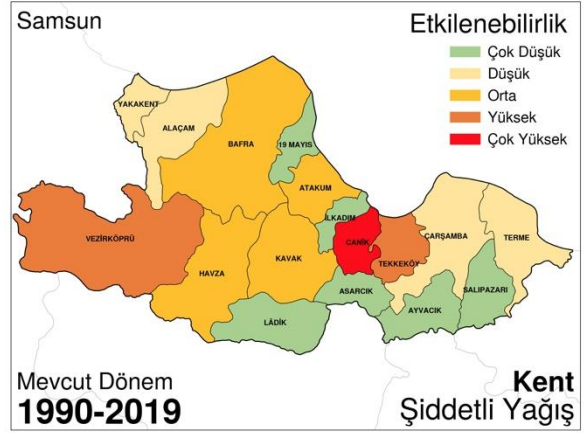 Samsun
Etkilenebilirlik
Çok Düşük
Düşük
Orta
Yüksek
Çok Yüksek
YAKAKENT
ALAÇAM
BAFRA
19 MAYIS
ATAKUM
İLKADIM
CANİK
TEKKEKÖY
ÇARŞAMBA
TERME
VEZİRKÖPRÜ
HAVZA
KAVAK
ASARCIK
SALIPAZARI
AYVACIK
LÂDİK
Mevcut Dönem
1990-2019
Kent
Şiddetli Yağış